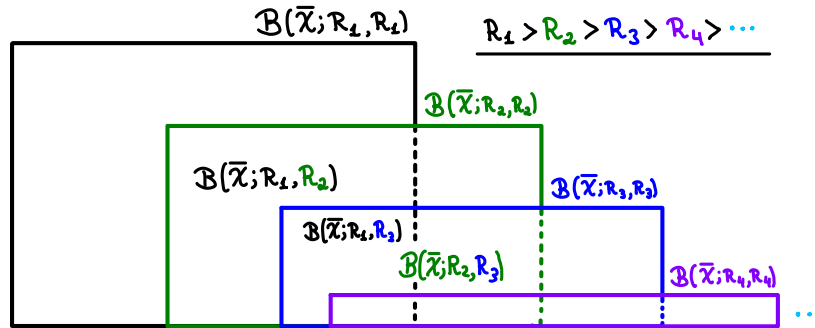 B(x̄;R₁,R₁)
R₁ > R₂ > R₃ > R₄ > ...
B(x̄;R₂,R₂)
B(x̄;R₁,R₂)
B(x̄;R₃,R₃)
B(x̄;R₁,R₃)
B(x̄;R₂,R₃)
B(x̄;R₄,R₄)
..